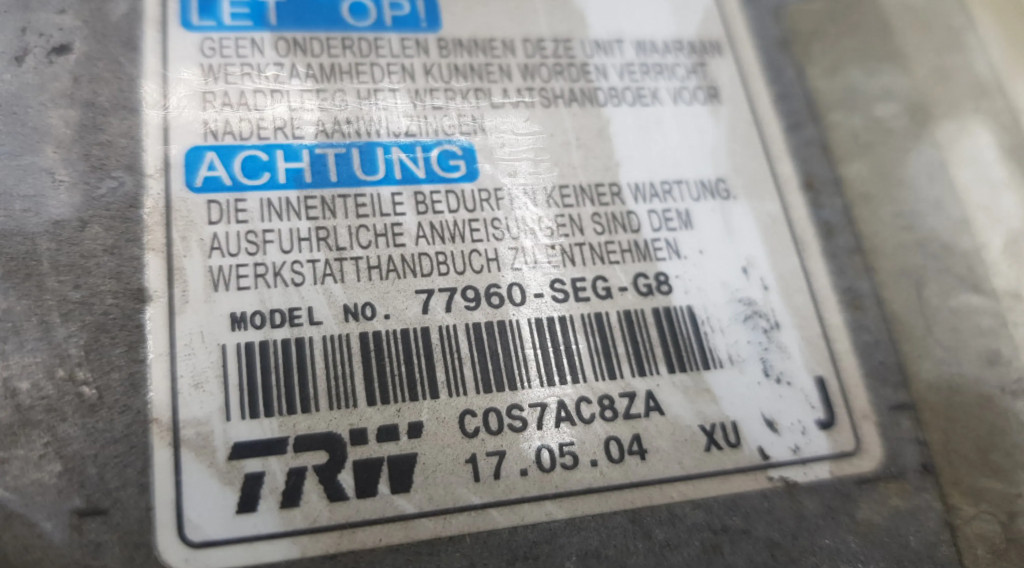 LET OP!
GEEN ONDERDELEN BINNEN DEZE UNIT WAARAAN
WERKZAAMHEDEN KUNNEN WORDEN VERRICHT.
RAADPLEEG HET WERKPLAATSHANDBOEK VOOR
NADERE AANWIJZINGEN
ACHTUNG
DIE INNENTEILE BEDURFEN KEINER WARTUNG.
AUSFUHRLICHE ANWEISUNGEN SIND DEM
WERKSTATTHANDBUCH ZU ENTNEHMEN.
MODEL NO. 77960-SEG-G8
TRW C0S7AC8ZA
17.05.04 XU J